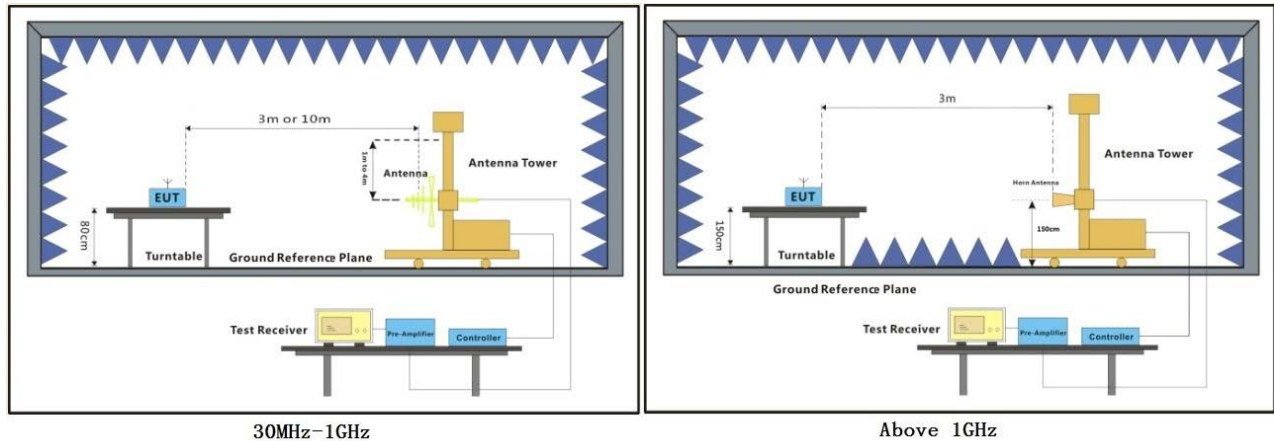 3m or 10m
1m to 4m
Antenna Tower
Antenna
EUT
80cm
Turntable
Ground Reference Plane
Test Receiver
Pre-Amplifier
Controller
30MHz-1GHz
3m
Antenna Tower
Horn Antenna
EUT
150cm
150cm
Turntable
Ground Reference Plane
Test Receiver
Pre-Amplifier
Controller
Above 1GHz